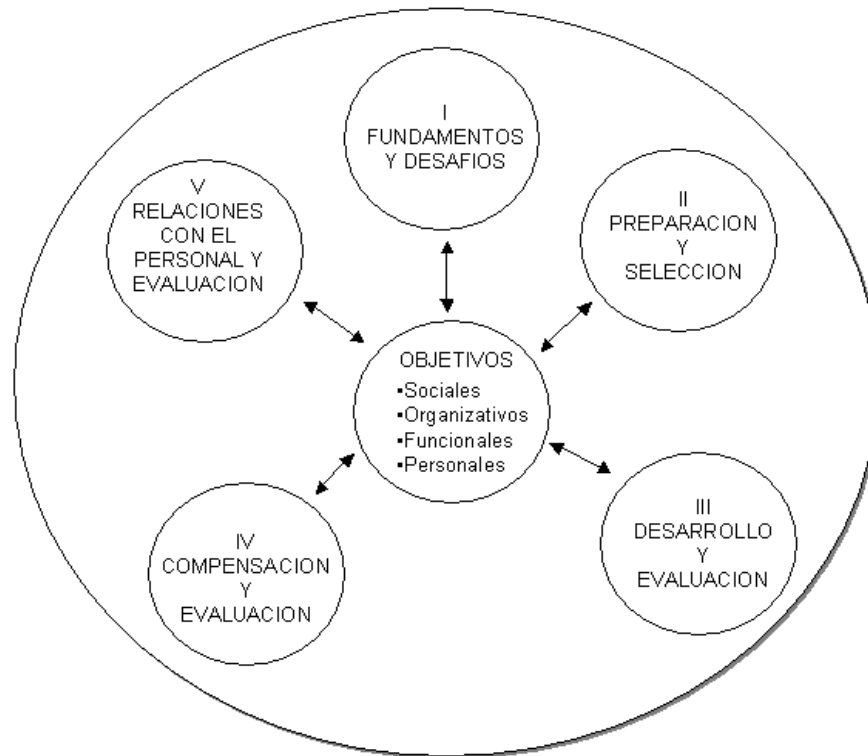 I
FUNDAMENTOS
Y DESAFIOS
II
PREPARACION
Y
SELECCION
III
DESARROLLO
Y
EVALUACION
IV
COMPENSACION
Y
EVALUACION
V
RELACIONES
CON EL
PERSONAL Y
EVALUACION
OBJETIVOS
▪Sociales
▪Organizativos
▪Funcionales
▪Personales